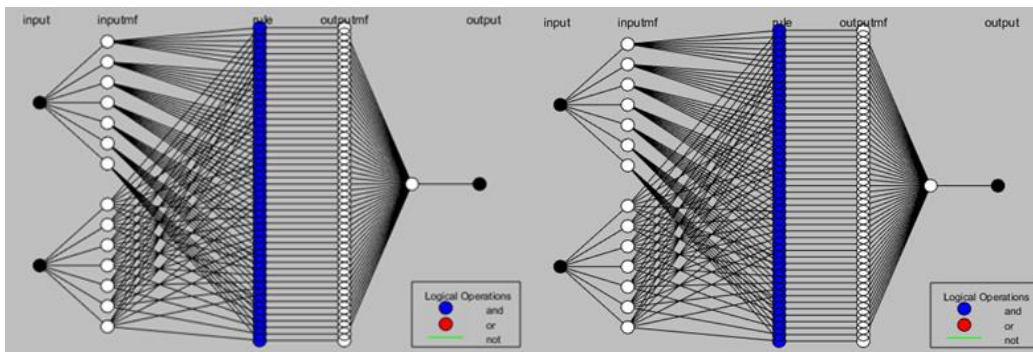 input inputmf rule outputmf output
Logical Operations
and
or
not
input inputmf rule outputmf output
Logical Operations
and
or
not